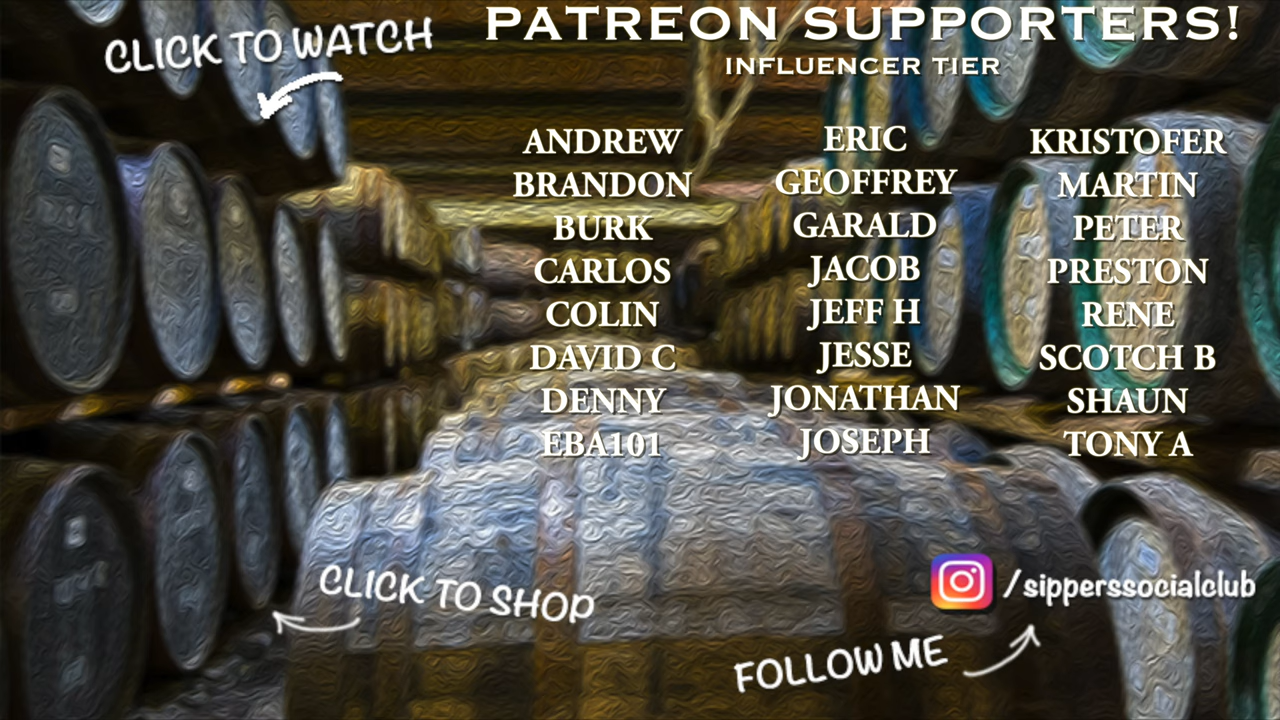 CLICK TO WATCH
PATREON SUPPORTERS!
INFLUENCER TIER
ANDREW
BRANDON
BURK
CARLOS
COLIN
DAVID C
DENNY
EBA101
ERIC
GEOFFREY
GARALD
JACOB
JEFF H
JESSE
JONATHAN
JOSEPH
KRISTOFER
MARTIN
PETER
PRESTON
RENE
SCOTCH B
SHAUN
TONY A
CLICK TO SHOP
/sipperssocialclub
FOLLOW ME